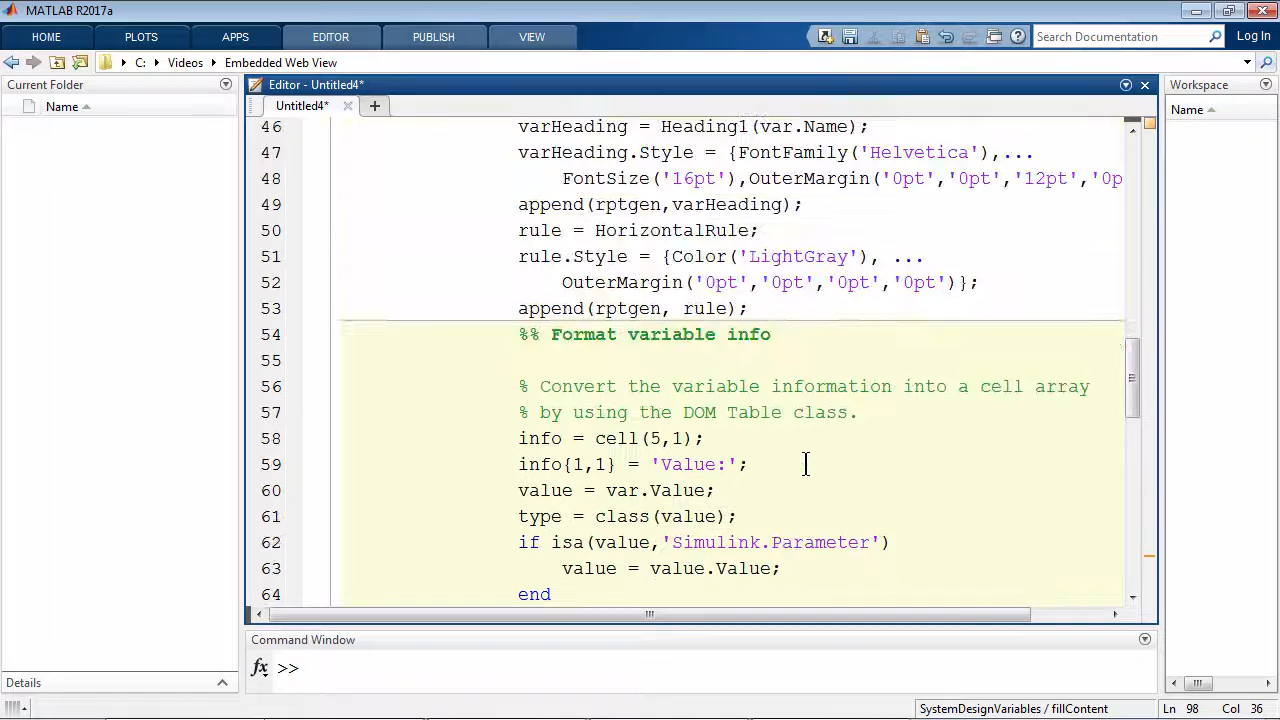 MATLAB R2017a
HOME PLOTS APPS EDITOR PUBLISH VIEW Search Documentation Log In
C: Videos Embedded Web View
Current Folder
Name
Details
Editor - Untitled4*
Untitled4*
46 varHeading = Heading1(var.Name);
47 varHeading.Style = {FontFamily('Helvetica'),...
48 FontSize('16pt'),OuterMargin('0pt','0pt','12pt','0p
49 append(rptgen,varHeading);
50 rule = HorizontalRule;
51 rule.Style = {Color('LightGray'), ...
52 OuterMargin('0pt','0pt','0pt','0pt')};
53 append(rptgen, rule);
54 %% Format variable info
55
56 % Convert the variable information into a cell array
57 % by using the DOM Table class.
58 info = cell(5,1);
59 info{1,1} = 'Value:';
60 value = var.Value;
61 type = class(value);
62 if isa(value,'Simulink.Parameter')
63 value = value.Value;
64 end
Command Window
fx >>
Workspace
Name
SystemDesignVariables / fillContent Ln 98 Col 36